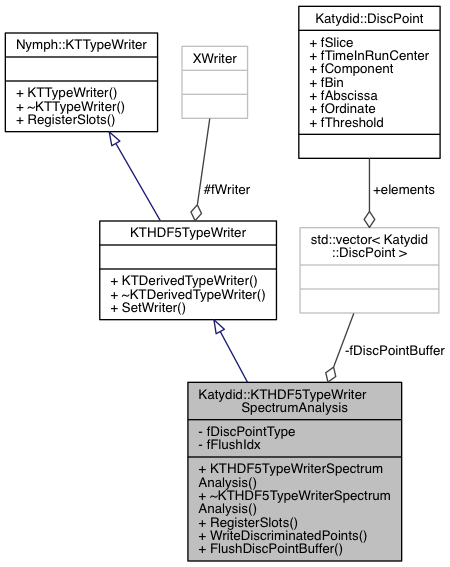 Katydid::DiscPoint
+ fSlice
+ fTimeInRunCenter
+ fComponent
+ fBin
+ fAbscissa
+ fOrdinate
+ fThreshold
Nymph::KTTypeWriter
+ KTTypeWriter()
+ ~KTTypeWriter()
+ RegisterSlots()
XWriter
#fWriter
+elements
KTHDF5TypeWriter
+ KTDerivedTypeWriter()
+ ~KTDerivedTypeWriter()
+ SetWriter()
std::vector< Katydid
::DiscPoint >
-fDiscPointBuffer
Katydid::KTHDF5TypeWriter
SpectrumAnalysis
- fDiscPointType
- fFlushIdx
+ KTHDF5TypeWriterSpectrum
Analysis()
+ ~KTHDF5TypeWriterSpectrum
Analysis()
+ RegisterSlots()
+ WriteDiscriminatedPoints()
+ FlushDiscPointBuffer()